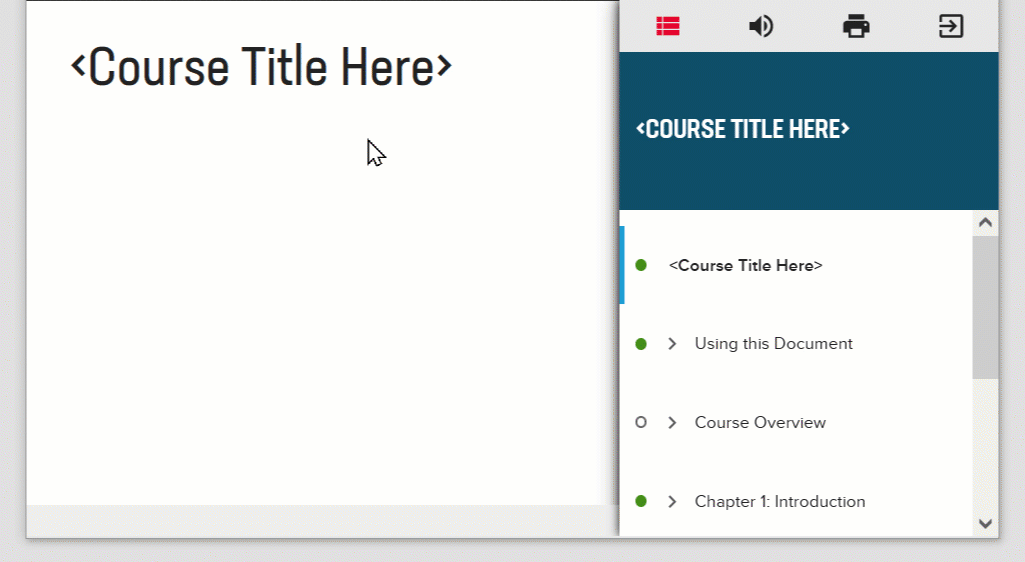 <Course Title Here>
<COURSE TITLE HERE>
<Course Title Here>
Using this Document
Course Overview
Chapter 1: Introduction